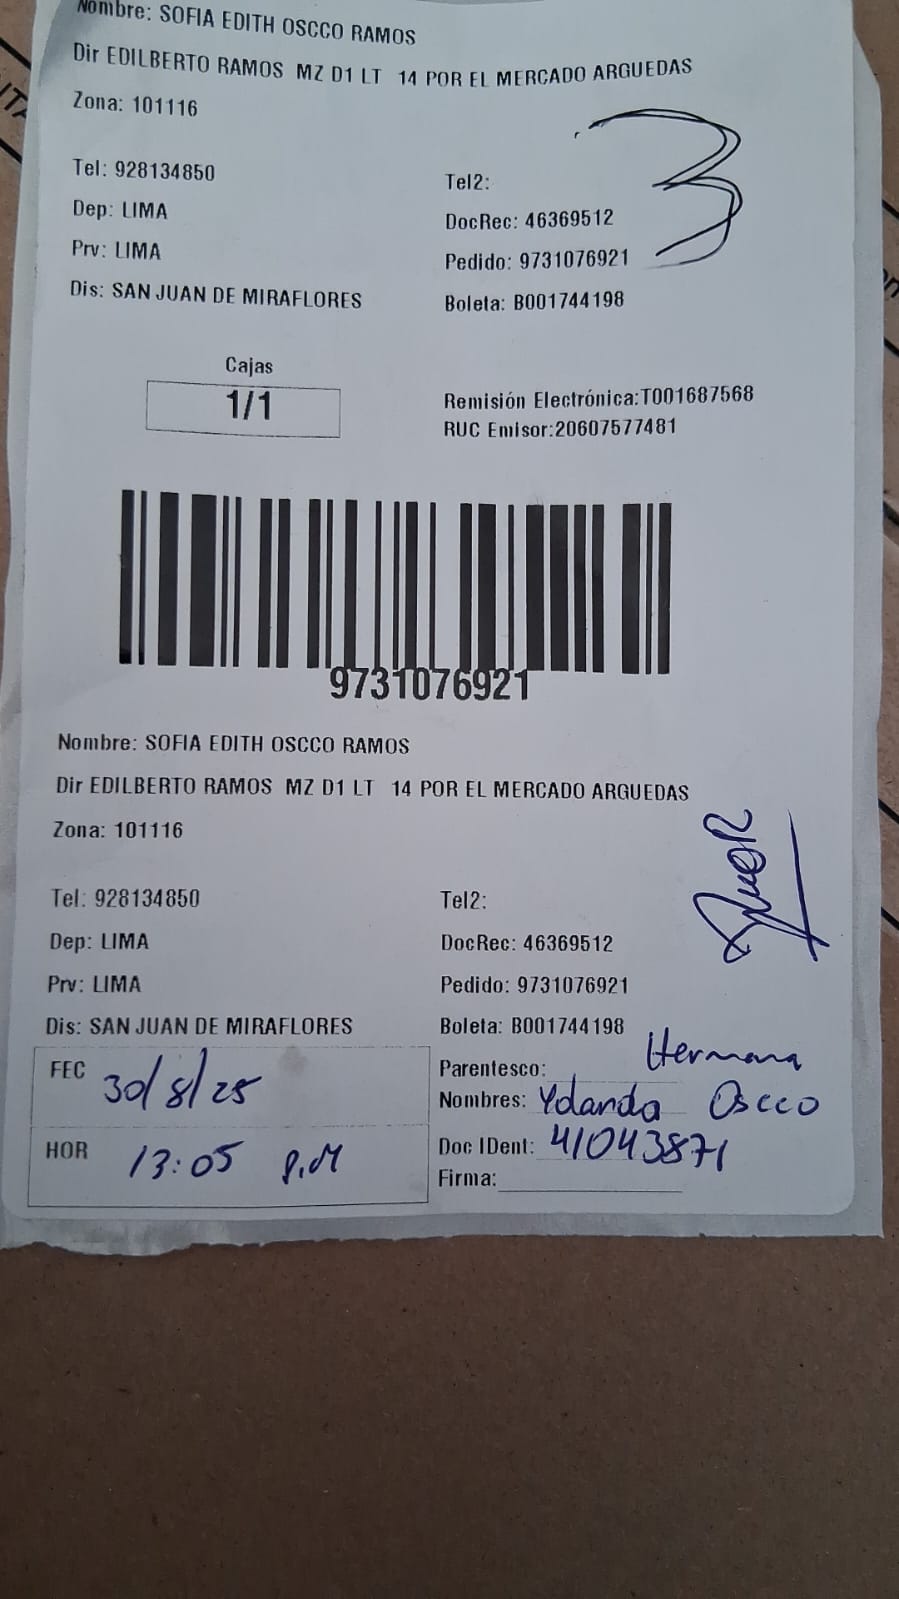 Nombre: SOFIA EDITH OSCCO RAMOS
Dir EDILBERTO RAMOS MZ D1 LT 14 POR EL MERCADO ARGUEDAS
Zona: 101116
3
Tel: 928134850
Tel2:
Dep: LIMA
DocRec: 46369512
Prv: LIMA
Pedido: 9731076921
Dis: SAN JUAN DE MIRAFLORES
Boleta: B001744198
Cajas
1/1
Remisión Electrónica:T001687568
RUC Emisor:20607577481
9731076921
Nombre: SOFIA EDITH OSCCO RAMOS
Dir EDILBERTO RAMOS MZ D1 LT 14 POR EL MERCADO ARGUEDAS
Zona: 101116
Tel: 928134850
Tel2:
Dep: LIMA
DocRec: 46369512
Prv: LIMA
Pedido: 9731076921
Dis: SAN JUAN DE MIRAFLORES
Boleta: B001744198
FEC 30/8/25
Parentesco: Hermana
Nombres: Yolanda Oscco
HOR 13:05 P.M
Doc IDent: 41043871
Firma: